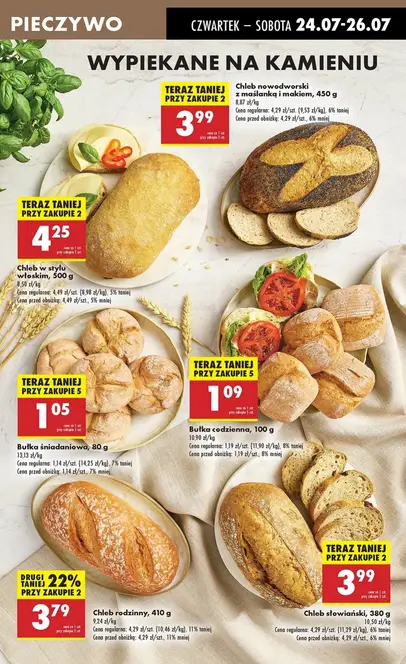 PIECZYWO
CZWARTEK – SOBOTA 24.07-26.07
WYPIEKANE NA KAMIENIU
TERAZ TANIEJ
PRZY ZAKUPIE 2
3 99
Chleb nowodworski
z maślanką i makiem, 450 g
8,87 zł/kg
Cena regularna: 4,29 zł/szt. (9,53 zł/kg), 6% taniej
Cena przed obniżką: 4,29 zł/szt., 6% mniej
TERAZ TANIEJ
PRZY ZAKUPIE 2
4 25
Chleb w stylu
włoskim, 500 g
8,50 zł/kg
Cena regularna: 4,49 zł/szt. (8,98 zł/kg), 5% taniej
Cena przed obniżką: 4,49 zł/szt., 5% mniej
TERAZ TANIEJ
PRZY ZAKUPIE 5
1 05
Bułka śniadaniowa, 80 g
13,13 zł/kg
Cena regularna: 1,14 zł/szt. (14,25 zł/kg), 7% taniej
Cena przed obniżką: 1,14 zł/szt., 7% mniej
TERAZ TANIEJ
PRZY ZAKUPIE 5
1 09
Bułka codzienna, 100 g
10,90 zł/kg
Cena regularna: 1,19 zł/szt. (11,90 zł/kg), 8% taniej
Cena przed obniżką: 1,19 zł/szt., 8% mniej
DRUGI TANIEJ 22%
PRZY ZAKUPIE 2
3 79
Chleb rodzinny, 410 g
9,24 zł/kg
Cena regularna: 4,29 zł/szt. (10,46 zł/kg), 11% taniej
Cena przed obniżką: 4,29 zł/szt., 11% mniej
TERAZ TANIEJ
PRZY ZAKUPIE 2
3 99
Chleb słowiański, 380 g
10,50 zł/kg
Cena regularna: 4,29 zł/szt. (11,29 zł/kg), 6% taniej
Cena przed obniżką: 4,29 zł/szt., 6% mniej